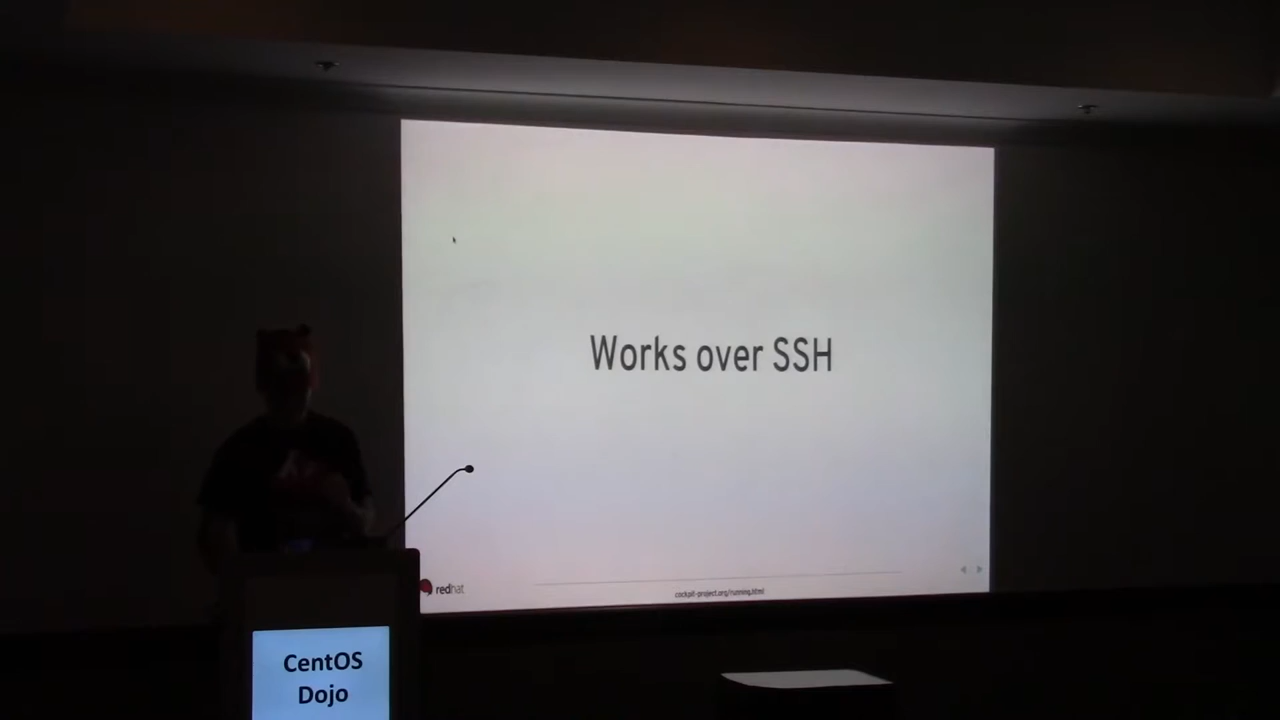 Works over SSH
redhat
cockpit-project.org/running.html
CentOS
Dojo